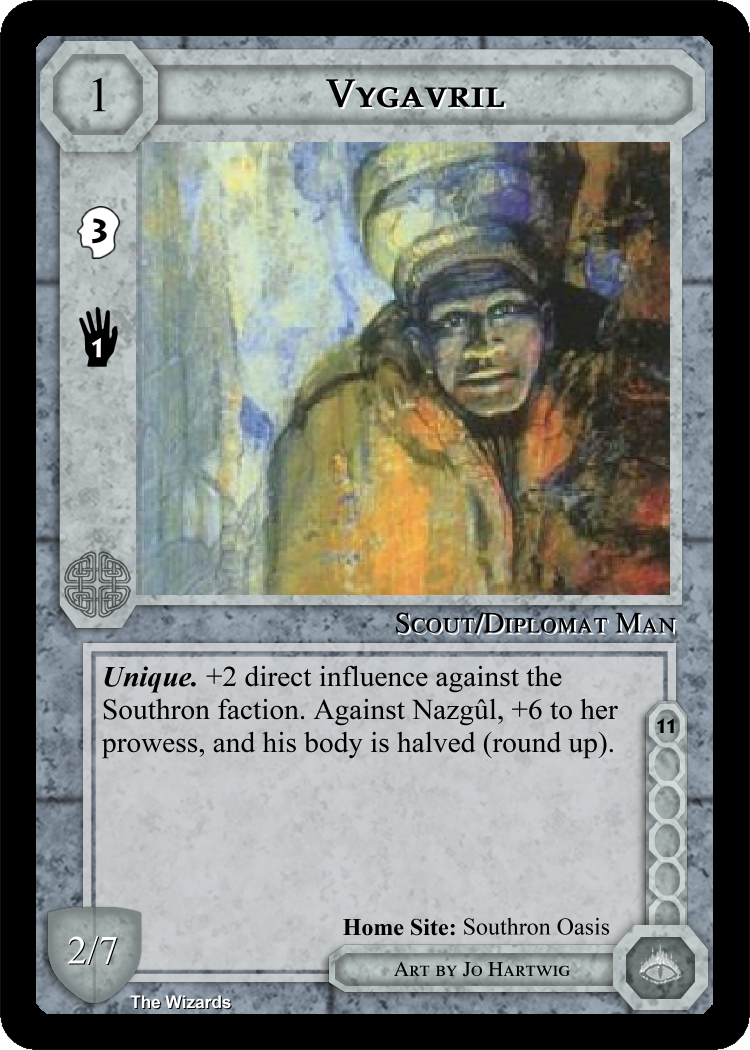 1
VYGAVRIL
3
1
SCOUT/DIPLOMAT MAN
Unique. +2 direct influence against the
Southron faction. Against Nazgûl, +6 to her
prowess, and his body is halved (round up).
11
Home Site: Southron Oasis
2/7
ART BY JO HARTWIG
The Wizards